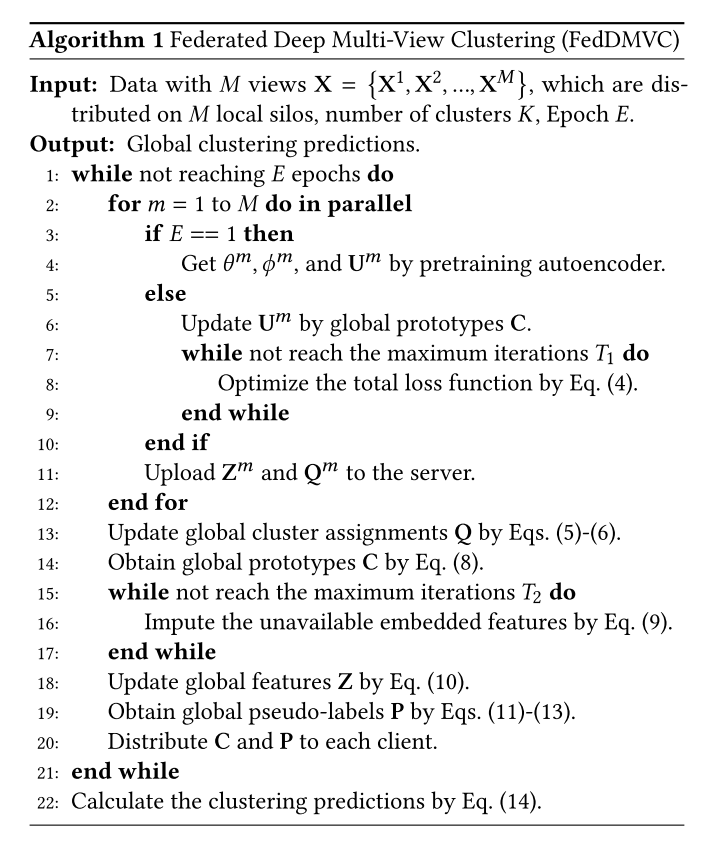 Algorithm 1 Federated Deep Multi-View Clustering (FedDMVC)
Input: Data with M views X = {X^1, X^2, ..., X^M}, which are dis-
tributed on M local silos, number of clusters K, Epoch E.
Output: Global clustering predictions.
1: while not reaching E epochs do
2: for m = 1 to M do in parallel
3: if E == 1 then
4: Get θ^m, ϕ^m, and U^m by pretraining autoencoder.
5: else
6: Update U^m by global prototypes C.
7: while not reach the maximum iterations T_1 do
8: Optimize the total loss function by Eq. (4).
9: end while
10: end if
11: Upload Z^m and Q^m to the server.
12: end for
13: Update global cluster assignments Q by Eqs. (5)-(6).
14: Obtain global prototypes C by Eq. (8).
15: while not reach the maximum iterations T_2 do
16: Impute the unavailable embedded features by Eq. (9).
17: end while
18: Update global features Z by Eq. (10).
19: Obtain global pseudo-labels P by Eqs. (11)-(13).
20: Distribute C and P to each client.
21: end while
22: Calculate the clustering predictions by Eq. (14).